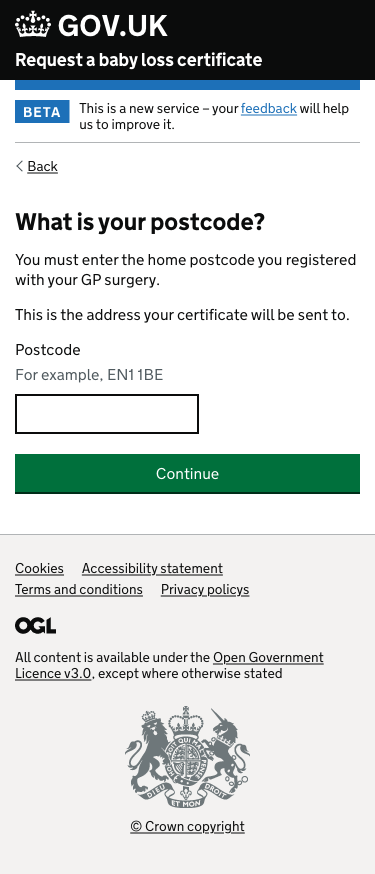 GOV.UK
Request a baby loss certificate
BETA
This is a new service – your feedback will help
us to improve it.
Back
What is your postcode?
You must enter the home postcode you registered
with your GP surgery.
This is the address your certificate will be sent to.
Postcode
For example, EN1 1BE
Continue
Cookies Accessibility statement
Terms and conditions Privacy policys
OGL
All content is available under the Open Government
Licence v3.0, except where otherwise stated
DIEU
ET MON
© Crown copyright